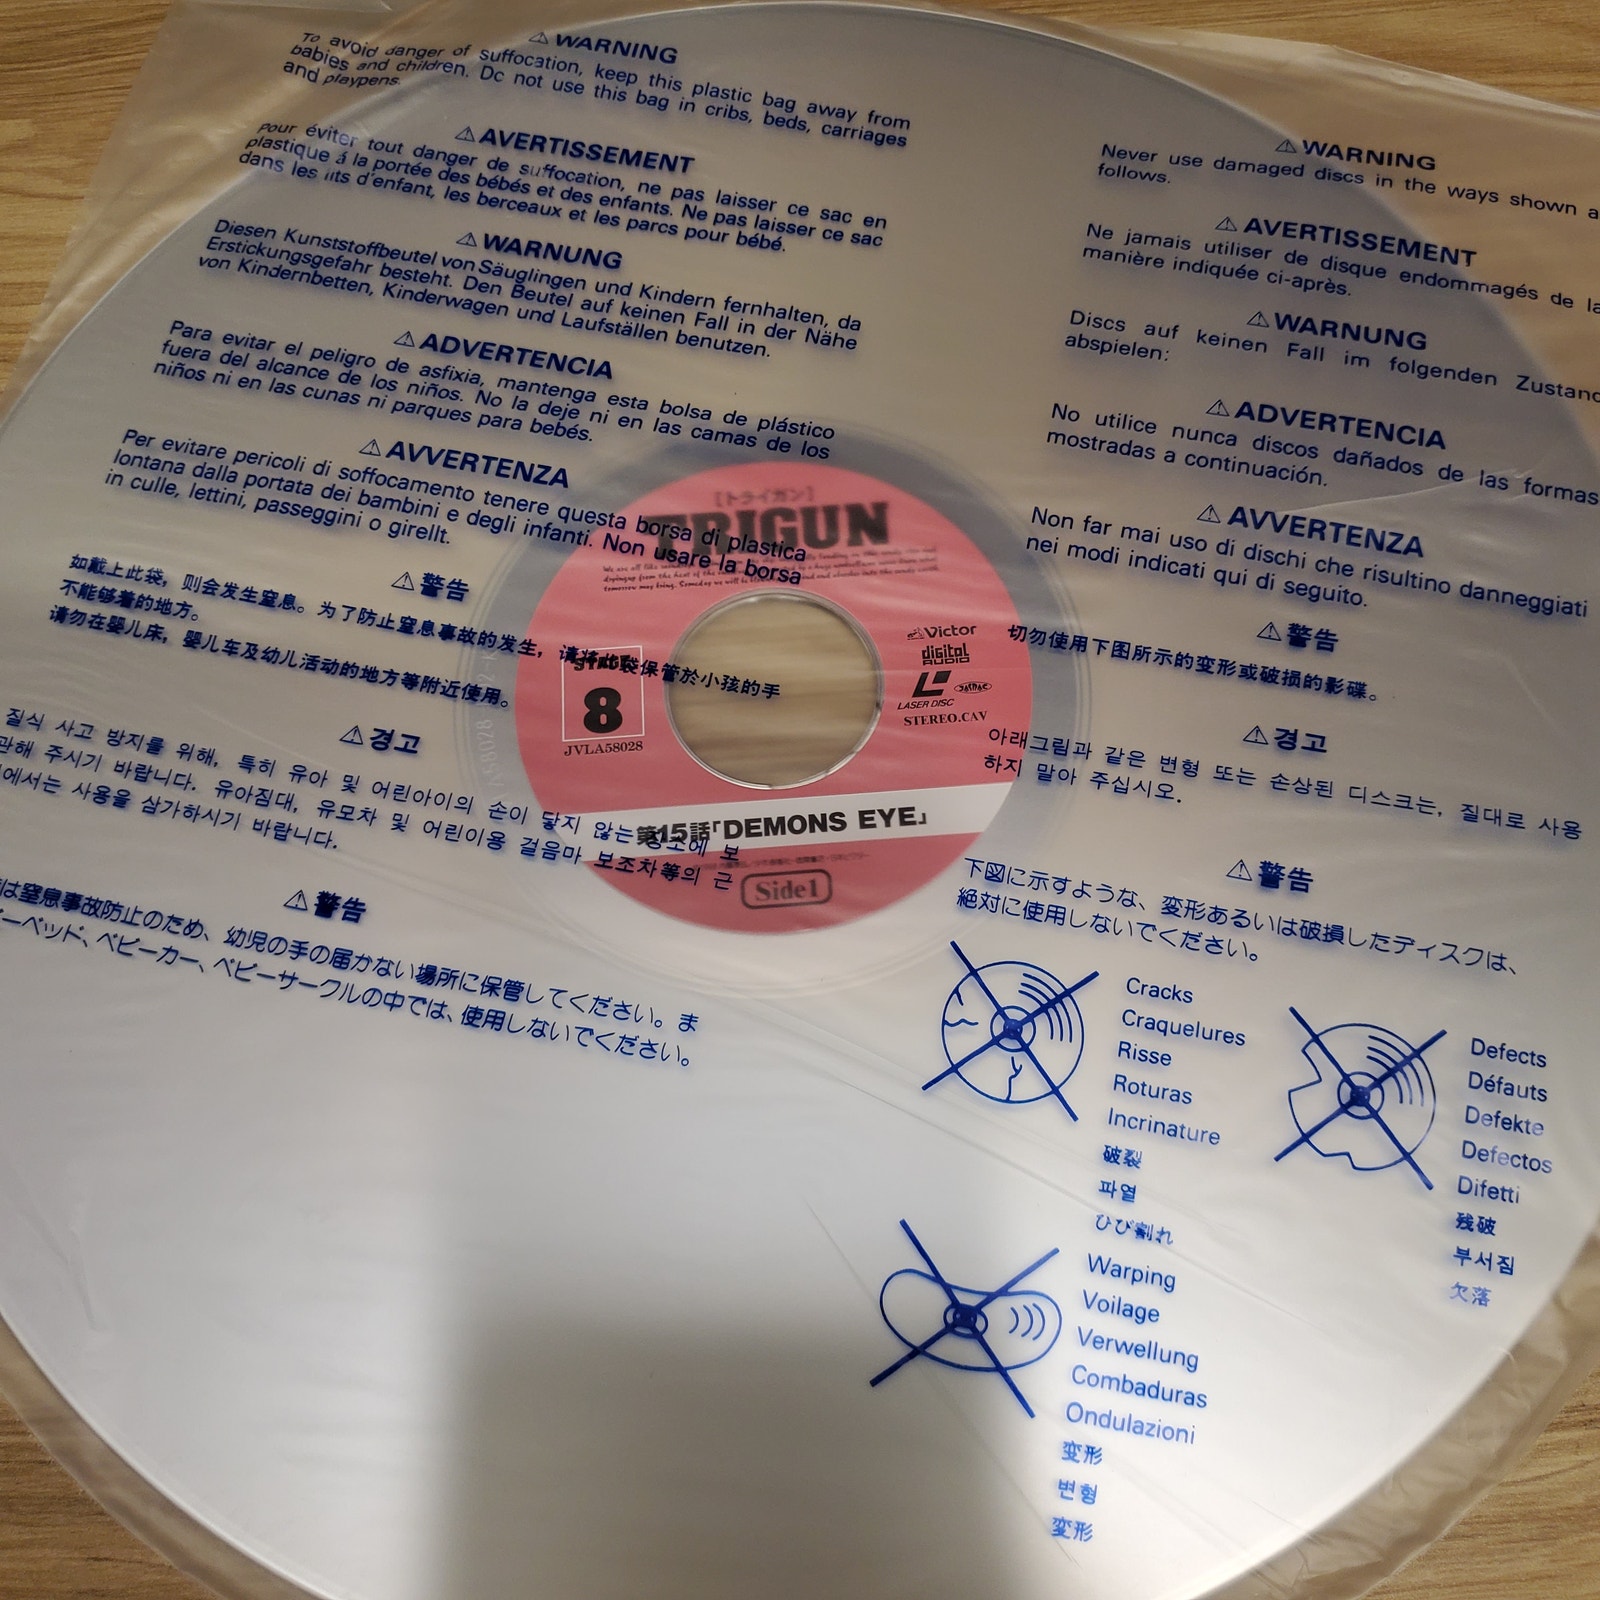 ⚠ WARNING
To avoid danger of suffocation, keep this plastic bag away from
babies and children. Do not use this bag in cribs, beds, carriages
and playpens.
⚠ AVERTISSEMENT
pour éviter tout danger de suffocation, ne pas laisser ce sac en
plastique á la portée des bébés et des enfants. Ne pas laisser ce sac
dans les lits d'enfant, les berceaux et les parcs pour bébé.
⚠ WARNUNG
Diesen Kunststoffbeutel von Säuglingen und Kindern fernhalten, da
Erstickungsgefahr besteht. Den Beutel auf keinen Fall in der Nähe
von Kindernbetten, Kinderwagen und Laufställen benutzen.
⚠ ADVERTENCIA
Para evitar el peligro de asfixia, mantenga esta bolsa de plástico
fuera del alcance de los niños. No la deje ni en las camas de los
niños ni en las cunas ni parques para bebés.
⚠ AVVERTENZA
Per evitare pericoli di soffocamento tenere questa borsa di plastica
lontana dalla portata dei bambini e degli infanti. Non usare la borsa
in culle, lettini, passeggini o girellt.
⚠ 警告
如戴上此袋，则会发生窒息。为了防止窒息事故的发生，请将此袋保管於小孩的手
不能够着的地方。
请勿在婴儿床，婴儿车及幼儿活动的地方等附近使用。
⚠ 경고
질식 사고 방지를 위해, 특히 유아 및 어린아이의 손이 닿지 않는 장소에 보
관해 주시기 바랍니다. 유아침대, 유모차 및 어린이용 걸음마 보조차등의 근
에서는 사용을 삼가하시기 바랍니다.
⚠ 警告
は窒息事故防止のため、幼児の手の届かない場所に保管してください。ま
ーベッド、ベビーカー、ベビーサークルの中では、使用しないでください。
⚠ WARNING
Never use damaged discs in the ways shown a
follows.
⚠ AVERTISSEMENT
Ne jamais utiliser de disque endommagés de la
manière indiquée ci-après.
⚠ WARNUNG
Discs auf keinen Fall im folgenden Zustand
abspielen:
⚠ ADVERTENCIA
No utilice nunca discos dañados de las formas
mostradas a continuación.
⚠ AVVERTENZA
Non far mai uso di dischi che risultino danneggiati
nei modi indicati qui di seguito.
⚠ 警告
切勿使用下图所示的变形或破损的影碟。
⚠ 경고
아래그림과 같은 변형 또는 손상된 디스크는, 절대로 사용
하지 말아 주십시오.
⚠ 警告
下図に示すような、変形あるいは破損したディスクは、
絶対に使用しないでください。
Cracks
Craquelures
Risse
Roturas
Incrinature
破裂
파열
ひび割れ
Defects
Défauts
Defekte
Defectos
Difetti
残破
부서짐
欠落
Warping
Voilage
Verwellung
Combaduras
Ondulazioni
変形
변형
変形
[トライガン]
TRIGUN
8
JVLA58028
Victor
digital
AUDIO
LASER DISC
JASRAC
STEREO.CAV
第15話「DEMONS EYE」
Side1